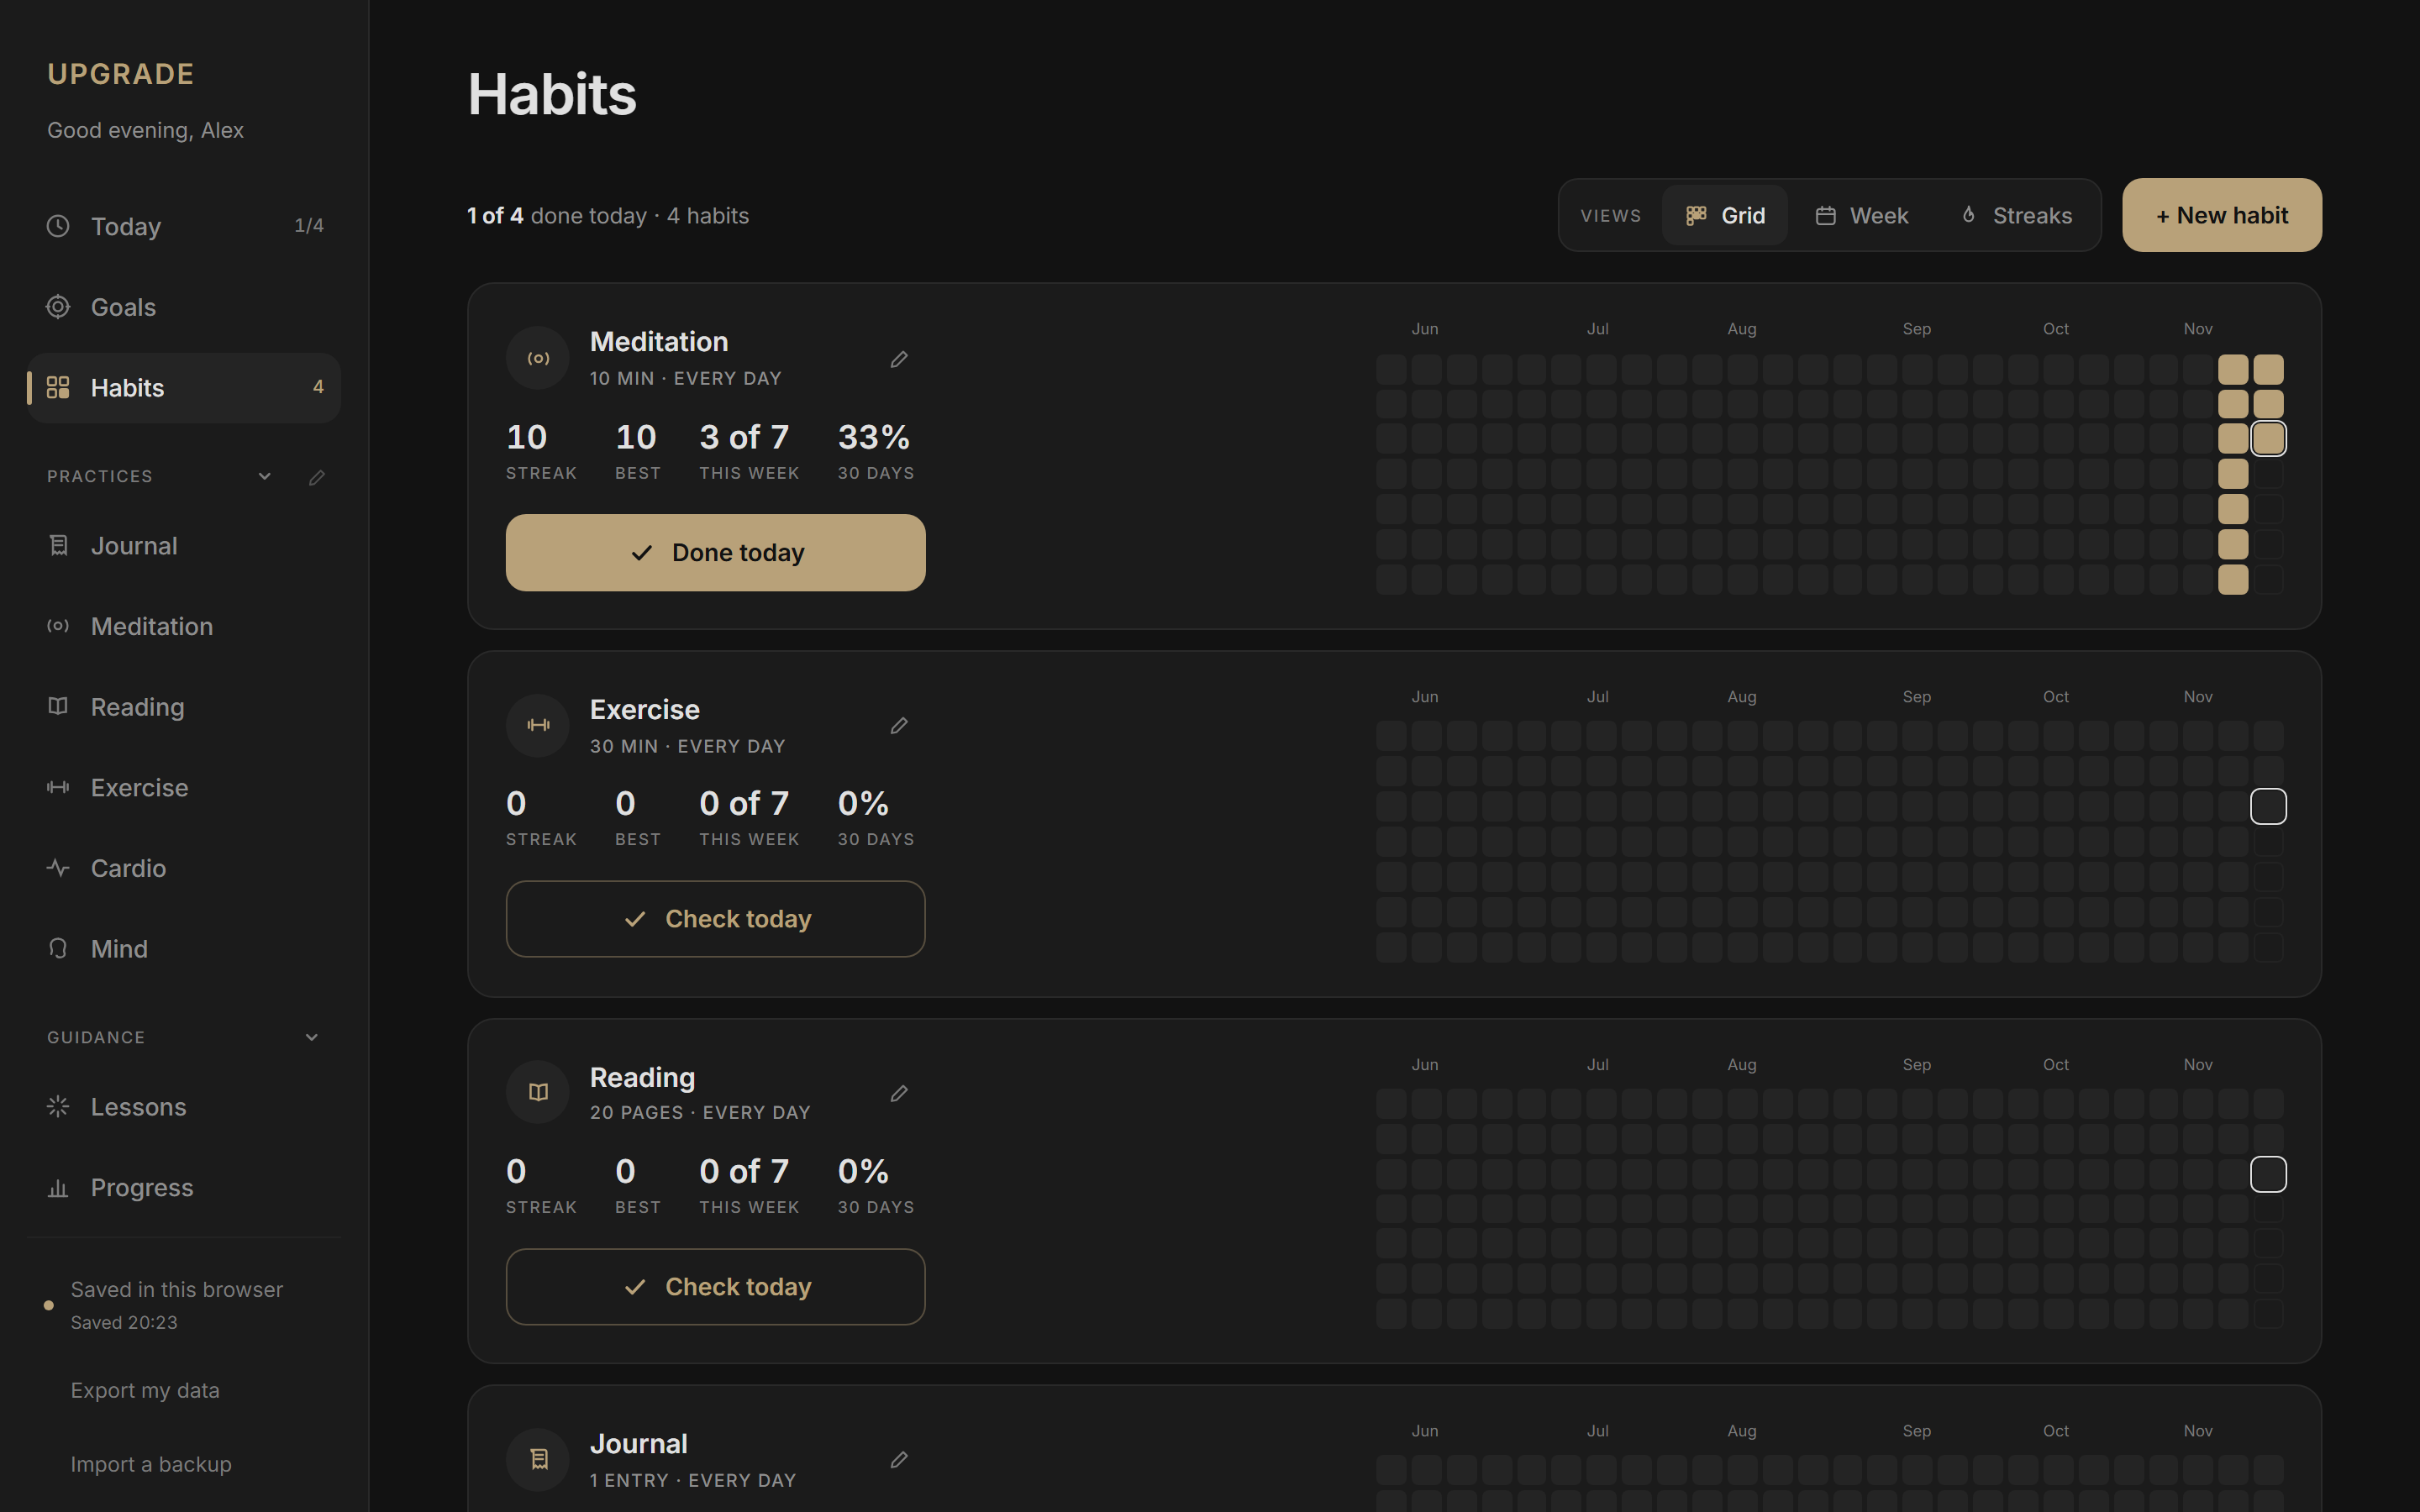 UPGRADE
Good evening, Alex
Today 1/4
Goals
Habits 4
PRACTICES
Journal
Meditation
Reading
Exercise
Cardio
Mind
GUIDANCE
Lessons
Progress
Saved in this browser
Saved 20:23
Export my data
Import a backup
Habits
1 of 4 done today · 4 habits
VIEWS Grid Week Streaks + New habit
Meditation
10 MIN · EVERY DAY
10 10 3 of 7 33%
STREAK BEST THIS WEEK 30 DAYS
Done today
Jun Jul Aug Sep Oct Nov
Exercise
30 MIN · EVERY DAY
0 0 0 of 7 0%
STREAK BEST THIS WEEK 30 DAYS
Check today
Jun Jul Aug Sep Oct Nov
Reading
20 PAGES · EVERY DAY
0 0 0 of 7 0%
STREAK BEST THIS WEEK 30 DAYS
Check today
Jun Jul Aug Sep Oct Nov
Journal
1 ENTRY · EVERY DAY
Jun Jul Aug Sep Oct Nov